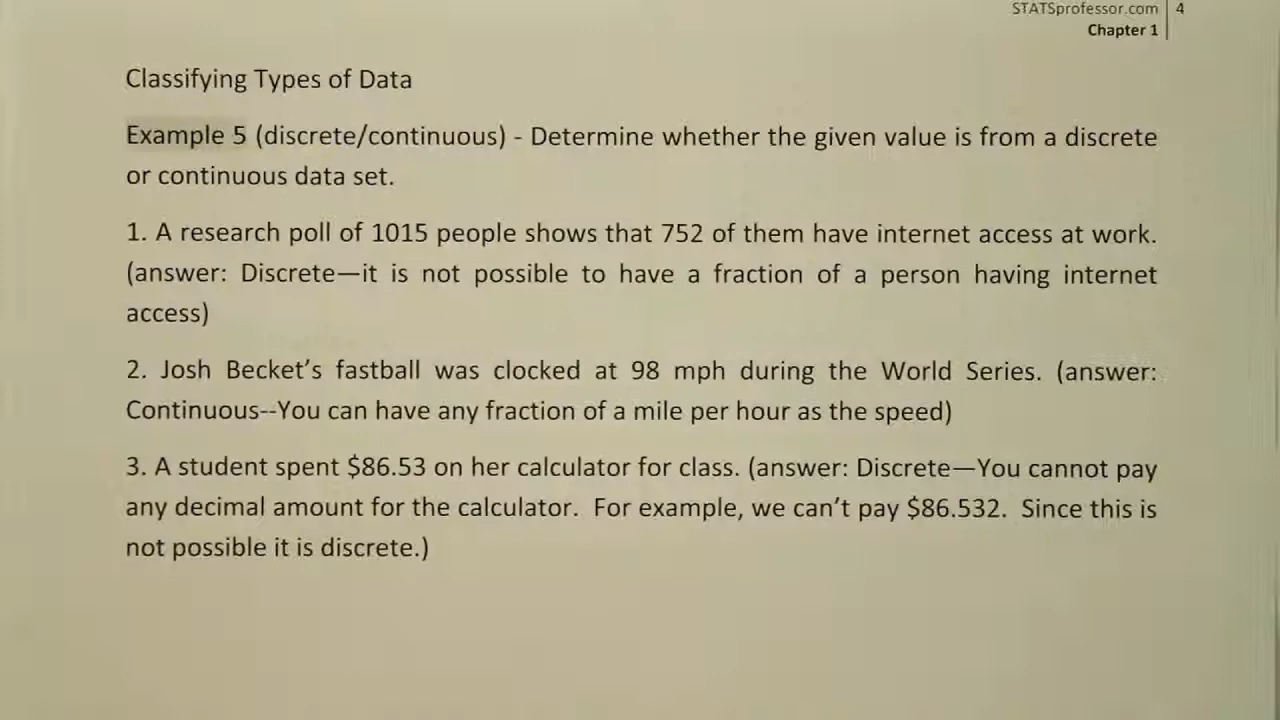 STATSprofessor.com | 4
Chapter 1
Classifying Types of Data
Example 5 (discrete/continuous) - Determine whether the given value is from a discrete
or continuous data set.
1. A research poll of 1015 people shows that 752 of them have internet access at work.
(answer: Discrete—it is not possible to have a fraction of a person having internet
access)
2. Josh Becket’s fastball was clocked at 98 mph during the World Series. (answer:
Continuous--You can have any fraction of a mile per hour as the speed)
3. A student spent $86.53 on her calculator for class. (answer: Discrete—You cannot pay
any decimal amount for the calculator.  For example, we can’t pay $86.532.  Since this is
not possible it is discrete.)